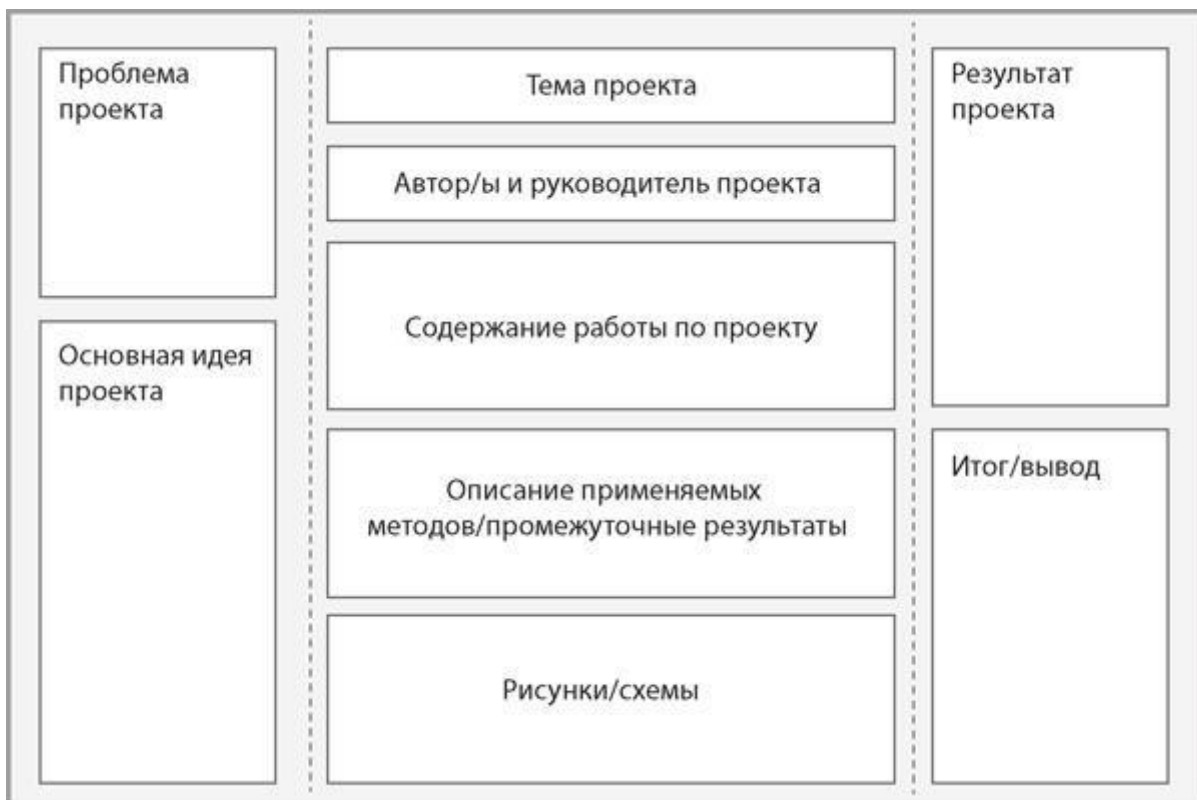 Проблема
проекта
Основная идея
проекта
Тема проекта
Автор/ы и руководитель проекта
Содержание работы по проекту
Описание применяемых
методов/промежуточные результаты
Рисунки/схемы
Результат
проекта
Итог/вывод